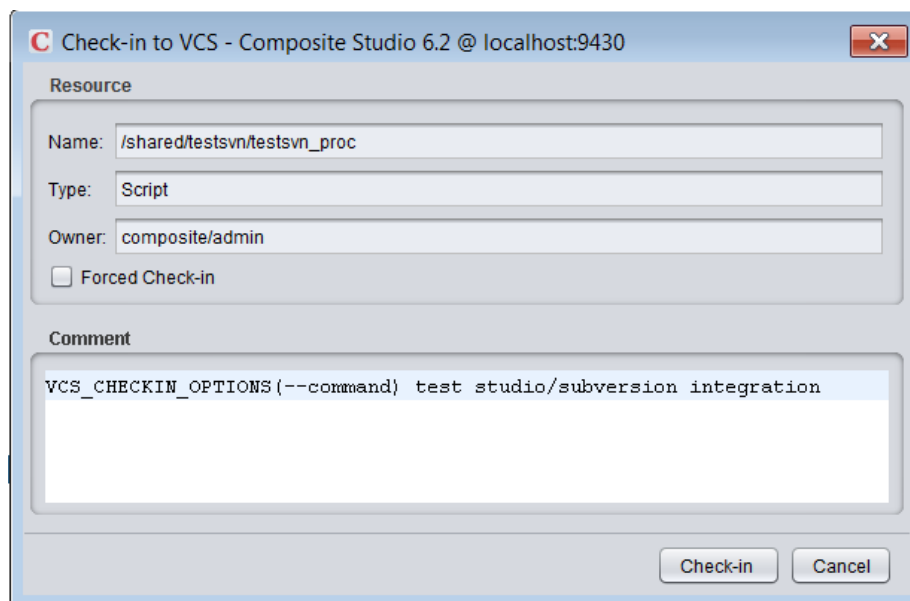 C Check-in to VCS - Composite Studio 6.2 @ localhost:9430
Resource
Name: /shared/testsvn/testsvn_proc
Type: Script
Owner: composite/admin
Forced Check-in
Comment
VCS_CHECKIN_OPTIONS(--command) test studio/subversion integration
Check-in Cancel